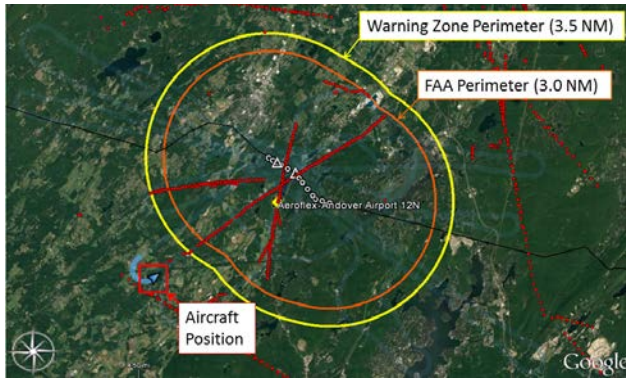 Warning Zone Perimeter (3.5 NM)
FAA Perimeter (3.0 NM)
Aeroflex-Andover Airport 12N
Aircraft
Position
Google